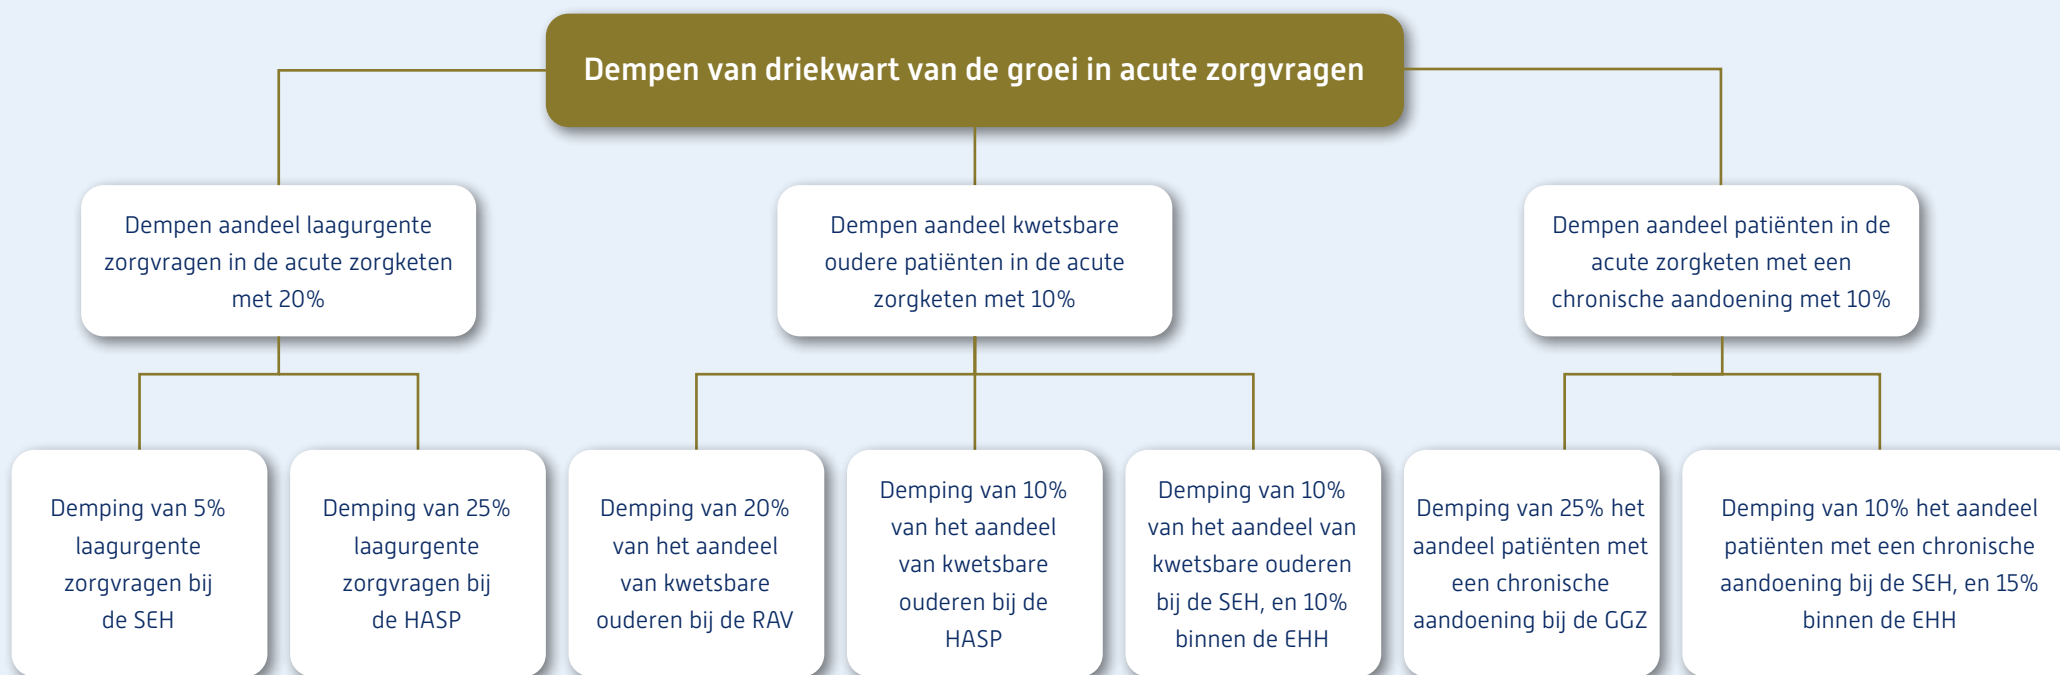 Dempen van driekwart van de groei in acute zorgvragen
Dempen aandeel laagurgente
zorgvragen in de acute zorgketen
met 20%
Dempen aandeel kwetsbare
oudere patiënten in de acute
zorgketen met 10%
Dempen aandeel patiënten in de
acute zorgketen met een
chronische aandoening met 10%
Demping van 5%
laagurgente
zorgvragen bij
de SEH
Demping van 25%
laagurgente
zorgvragen bij
de HASP
Demping van 20%
van het aandeel
van kwetsbare
ouderen bij de RAV
Demping van 10%
van het aandeel
van kwetsbare
ouderen bij de
HASP
Demping van 10%
van het aandeel van
kwetsbare ouderen
bij de SEH, en 10%
binnen de EHH
Demping van 25% het
aandeel patiënten met
een chronische
aandoening bij de GGZ
Demping van 10% het aandeel
patiënten met een chronische
aandoening bij de SEH, en 15%
binnen de EHH